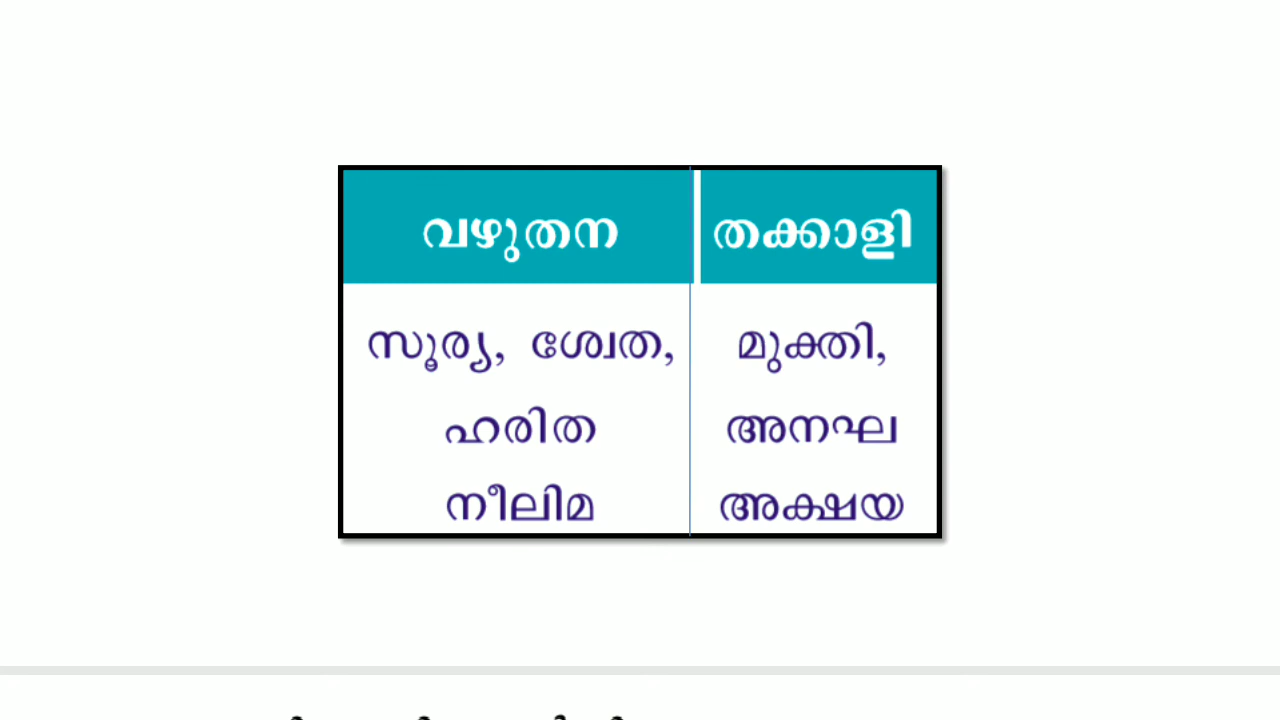 വഴുതന തക്കാളി
സൂര്യ, ശ്വേത, മുക്തി,
ഹരിത അനഘ
നീലിമ അക്ഷയ